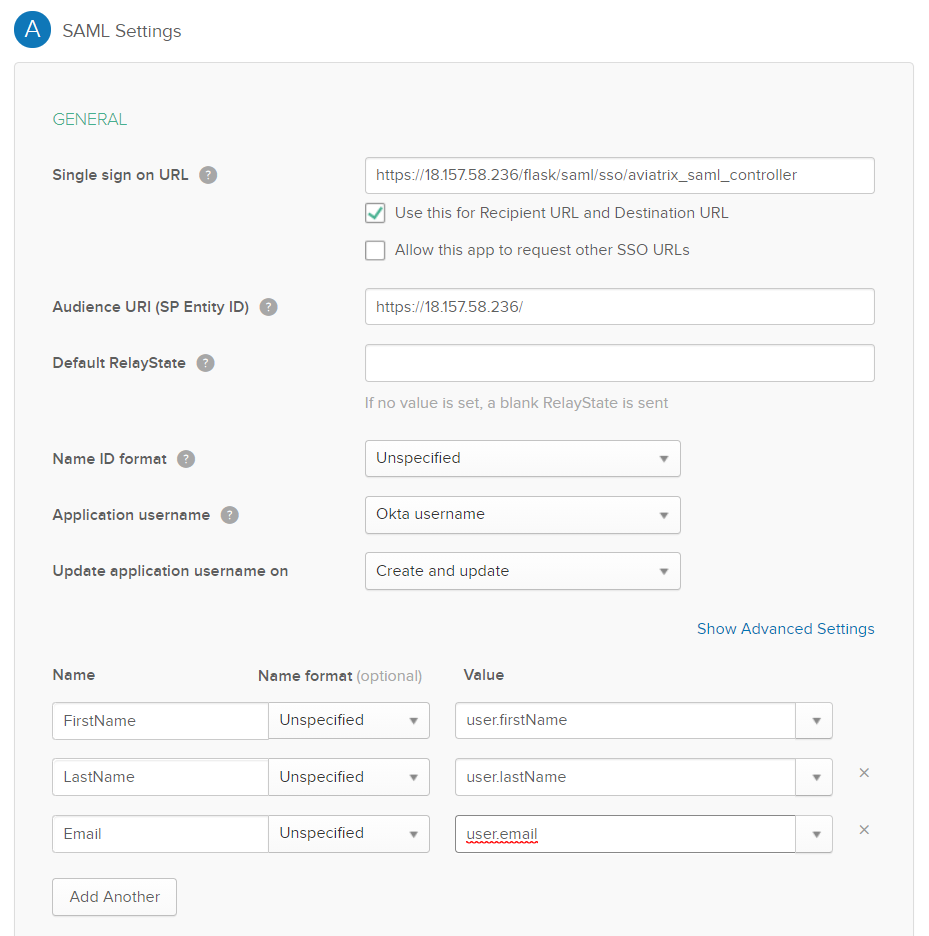 A SAML Settings
GENERAL
Single sign on URL ? https://18.157.58.236/flask/saml/sso/aviatrix_saml_controller
Use this for Recipient URL and Destination URL
Allow this app to request other SSO URLs
Audience URI (SP Entity ID) ? https://18.157.58.236/
Default RelayState ?
If no value is set, a blank RelayState is sent
Name ID format ? Unspecified
Application username ? Okta username
Update application username on Create and update
Show Advanced Settings
Name Name format (optional) Value
FirstName Unspecified user.firstName
LastName Unspecified user.lastName ×
Email Unspecified user.email ×
Add Another